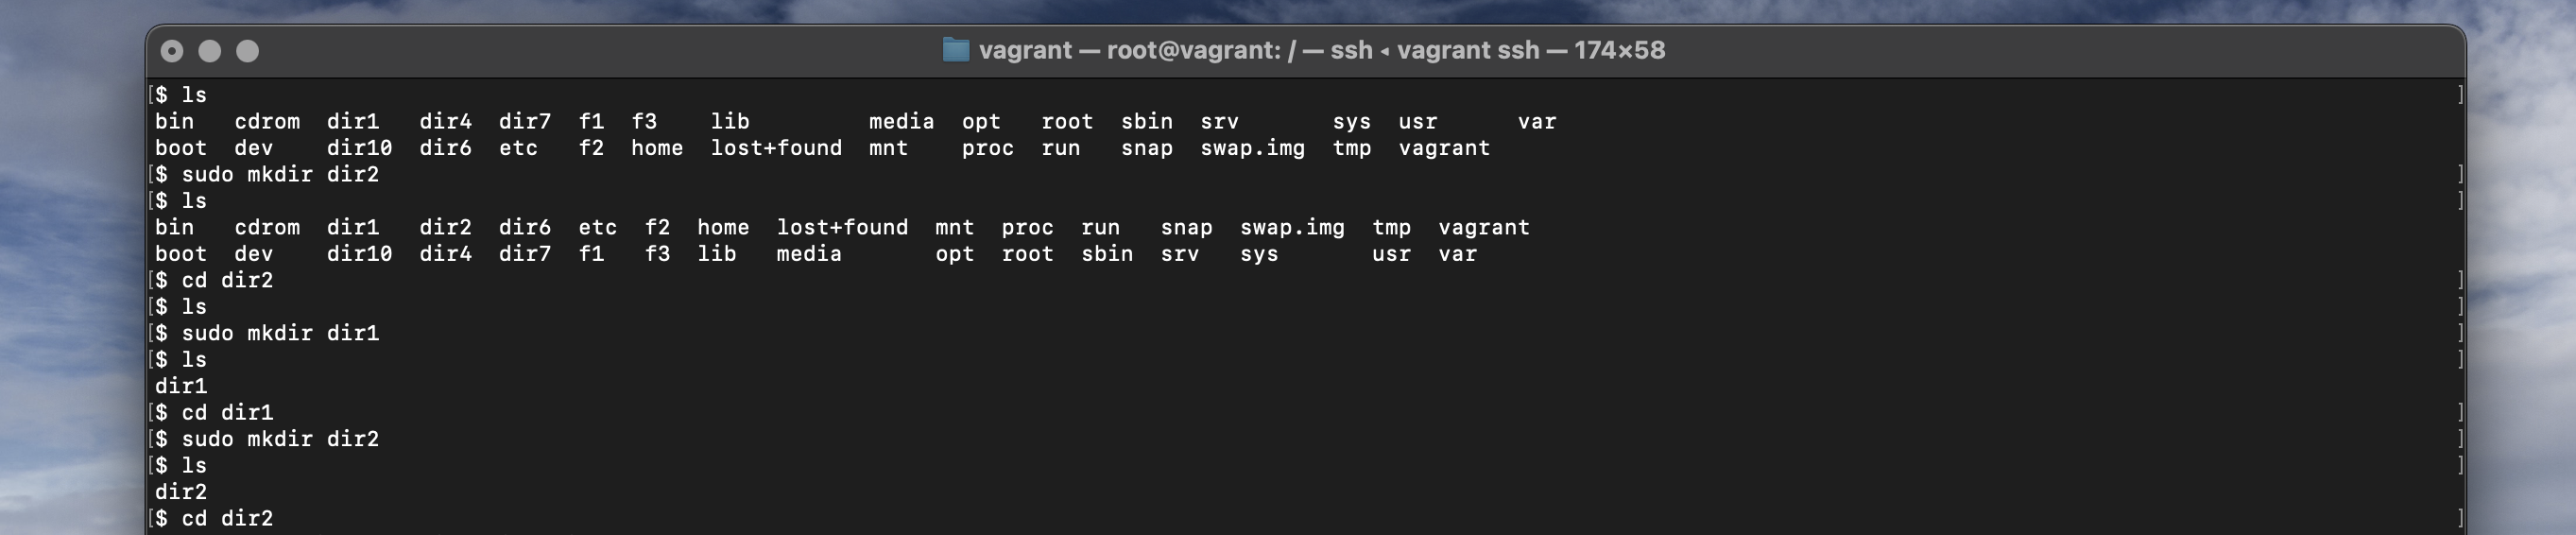 vagrant — root@vagrant: / — ssh ◂ vagrant ssh — 174×58
[$ ls ]
bin   cdrom  dir1   dir4  dir7  f1  f3    lib         media  opt   root  sbin  srv       sys  usr      var
boot  dev    dir10  dir6  etc   f2  home  lost+found  mnt    proc  run   snap  swap.img  tmp  vagrant
[$ sudo mkdir dir2 ]
[$ ls ]
bin   cdrom  dir1   dir2  dir6  etc  f2  home  lost+found  mnt  proc  run   snap  swap.img  tmp  vagrant
boot  dev    dir10  dir4  dir7  f1   f3  lib   media       opt  root  sbin  srv   sys       usr  var
[$ cd dir2 ]
[$ ls ]
[$ sudo mkdir dir1 ]
[$ ls ]
dir1
[$ cd dir1 ]
[$ sudo mkdir dir2 ]
[$ ls ]
dir2
[$ cd dir2 ]